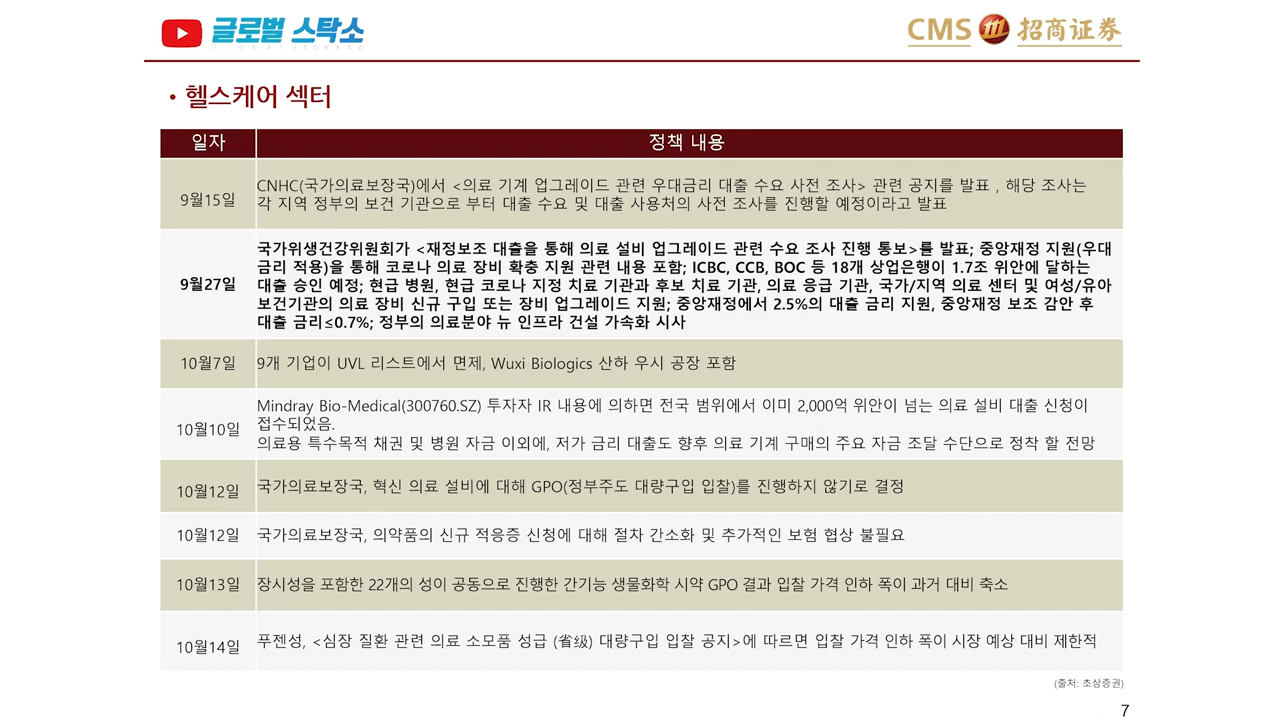 글로벌 스탁소
CMS 招商证券
• 헬스케어 섹터
일자 정책 내용
9월15일
CNHC(국가의료보장국)에서 <의료 기계 업그레이드 관련 우대금리 대출 수요 사전 조사> 관련 공지를 발표 , 해당 조사는
각 지역 정부의 보건 기관으로 부터 대출 수요 및 대출 사용처의 사전 조사를 진행할 예정이라고 발표
9월27일
국가위생건강위원회가 <재정보조 대출을 통해 의료 설비 업그레이드 관련 수요 조사 진행 통보>를 발표; 중앙재정 지원(우대
금리 적용)을 통해 코로나 의료 장비 확충 지원 관련 내용 포함; ICBC, CCB, BOC 등 18개 상업은행이 1.7조 위안에 달하는
대출 승인 예정; 현급 병원, 현급 코로나 지정 치료 기관과 후보 치료 기관, 의료 응급 기관, 국가/지역 의료 센터 및 여성/유아
보건기관의 의료 장비 신규 구입 또는 장비 업그레이드 지원; 중앙재정에서 2.5%의 대출 금리 지원, 중앙재정 보조 감안 후
대출 금리≤0.7%; 정부의 의료분야 뉴 인프라 건설 가속화 시사
10월7일
9개 기업이 UVL 리스트에서 면제, Wuxi Biologics 산하 우시 공장 포함
10월10일
Mindray Bio-Medical(300760.SZ) 투자자 IR 내용에 의하면 전국 범위에서 이미 2,000억 위안이 넘는 의료 설비 대출 신청이
접수되었음.
의료용 특수목적 채권 및 병원 자금 이외에, 저가 금리 대출도 향후 의료 기계 구매의 주요 자금 조달 수단으로 정착 할 전망
10월12일
국가의료보장국, 혁신 의료 설비에 대해 GPO(정부주도 대량구입 입찰)를 진행하지 않기로 결정
10월12일
국가의료보장국, 의약품의 신규 적응증 신청에 대해 절차 간소화 및 추가적인 보험 협상 불필요
10월13일
장시성을 포함한 22개의 성이 공동으로 진행한 간기능 생물화학 시약 GPO 결과 입찰 가격 인하 폭이 과거 대비 축소
10월14일
푸젠성, <심장 질환 관련 의료 소모품 성급 (省级) 대량구입 입찰 공지>에 따르면 입찰 가격 인하 폭이 시장 예상 대비 제한적
(출처: 초상증권)
7